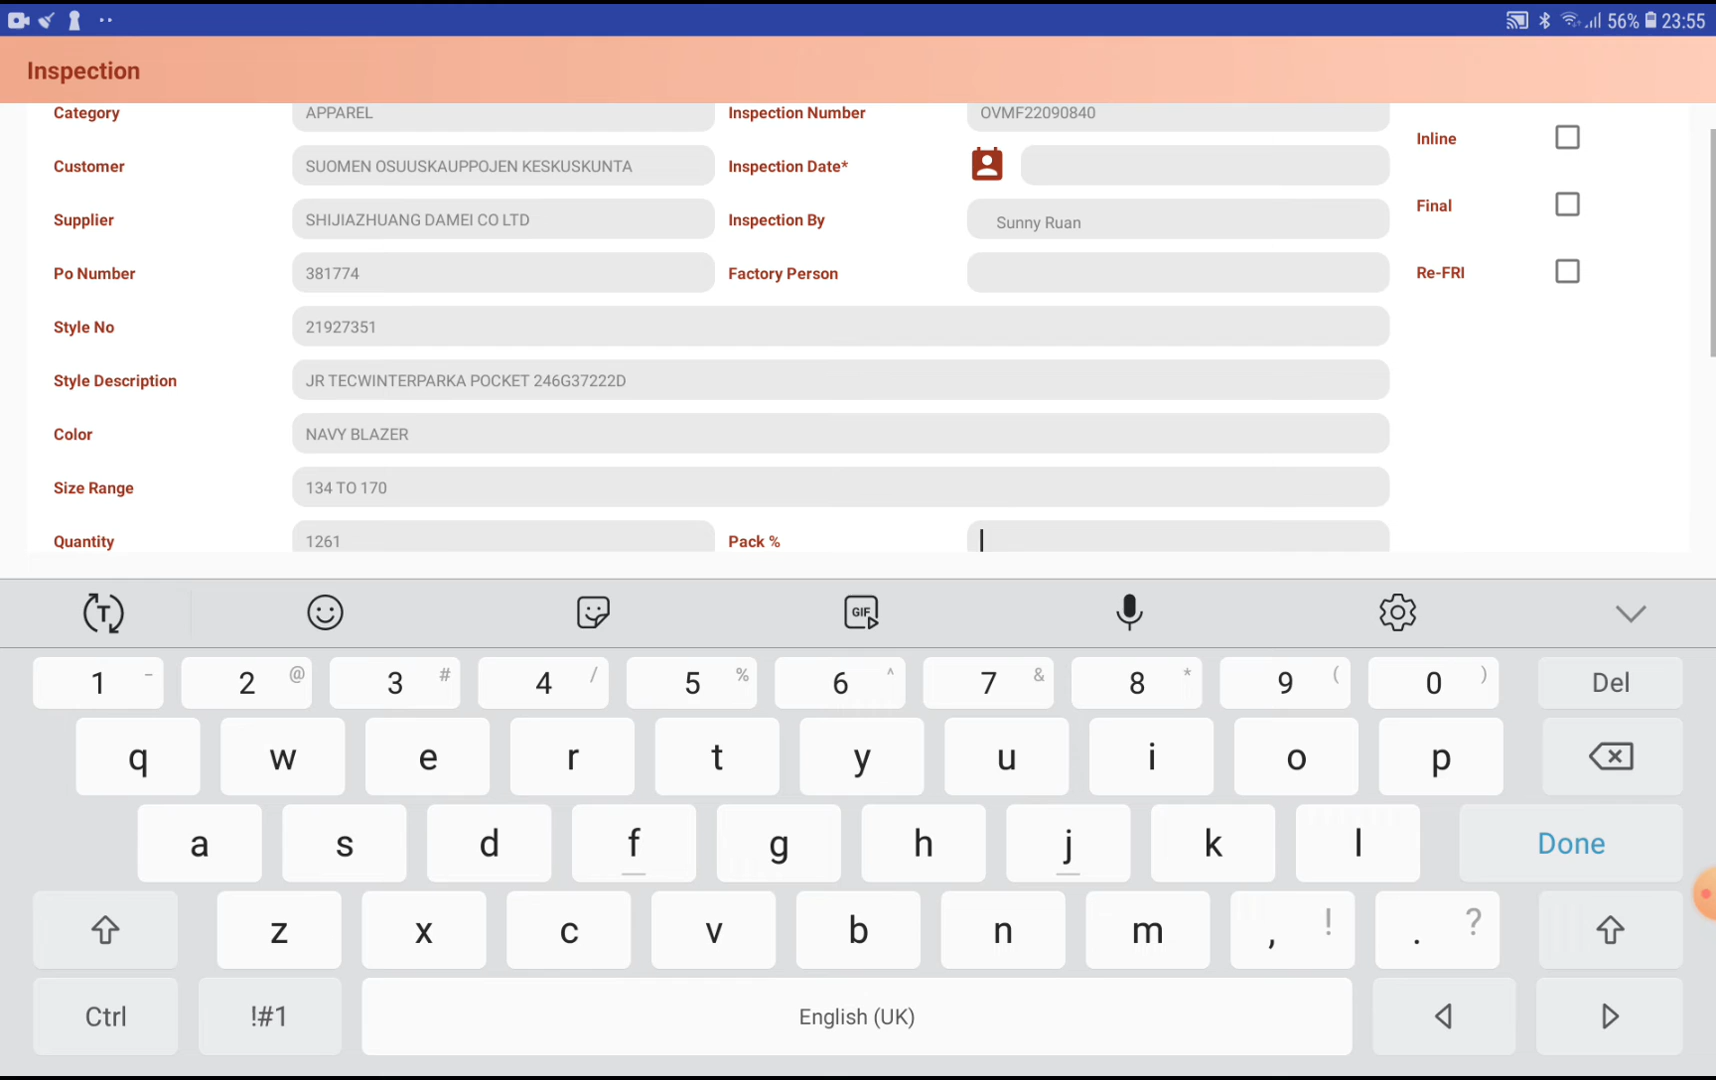 56% 23:55
Inspection
Category APPAREL Inspection Number OVMF22090840
Inline
Customer SUOMEN OSUUSKAUPPOJEN KESKUSKUNTA Inspection Date*
Supplier SHIJIAZHUANG DAMEI CO LTD Inspection By Sunny Ruan
Final
Po Number 381774 Factory Person Re-FRI
Style No 21927351
Style Description JR TECWINTERPARKA POCKET 246G37222D
Color NAVY BLAZER
Size Range 134 TO 170
Quantity 1261 Pack %
T GIF
1 - 2 @ 3 # 4 / 5 % 6 ^ 7 & 8 * 9 ( 0 ) Del
q w e r t y u i o p
a s d f g h j k l Done
z x c v b n m , ! . ?
Ctrl !#1 English (UK)